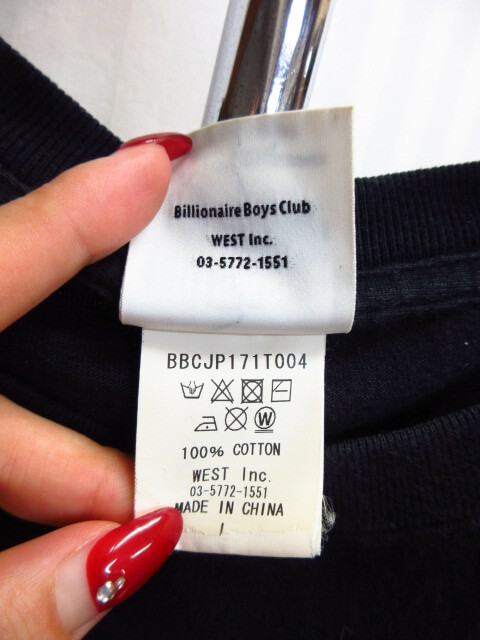 Billionaire Boys Club
WEST Inc.
03-5772-1551
BBCJP171T004
W
100% COTTON
WEST Inc.
03-5772-1551
MADE IN CHINA